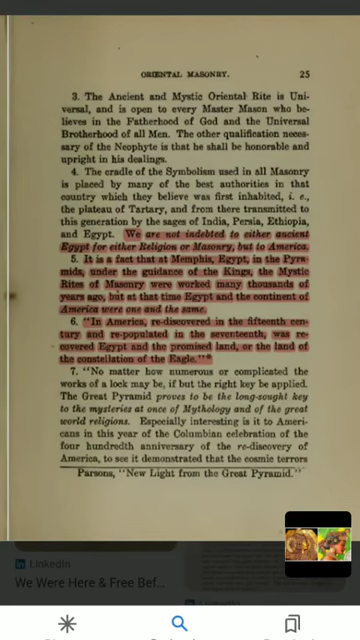 ORIENTAL MASONRY. 25
3. The Ancient and Mystic Oriental Rite is Uni-
versal, and is open to every Master Mason who be-
lieves in the Fatherhood of God and the Universal
Brotherhood of all Men. The other qualification neces-
sary of the Neophyte is that he shall be honorable and
upright in his dealings.
4. The cradle of the Symbolism used in all Masonry
is placed by many of the best authorities in that
country which they believe was first inhabited, i. e.,
the plateau of Tartary, and from there transmitted to
this generation by the sages of India, Persia, Ethiopia,
and Egypt. We are not indebted to either ancient
Egypt for either Religion or Masonry, but to America.
5. It is a fact that at Memphis, Egypt, in the Pyra-
mids, under the guidance of the Kings, the Mystic
Rites of Masonry were worked many thousands of
years ago, but at that time Egypt and the continent of
America were one and the same.
6. "In America, re-discovered in the fifteenth cen-
tury and re-populated in the seventeenth, was re-
covered Egypt and the promised land, or the land of
the constellation of the Eagle."*
7. "No matter how numerous or complicated the
works of a lock may be, if but the right key be applied.
The Great Pyramid proves to be the long-sought key
to the mysteries at once of Mythology and of the great
world religions. Especially interesting is it to Ameri-
cans in this year of the Columbian celebration of the
four hundredth anniversary of the re-discovery of
America, to see it demonstrated that the cosmic terrors
Parsons, "New Light from the Great Pyramid."
LinkedIn
We Were Here & Free Bef...